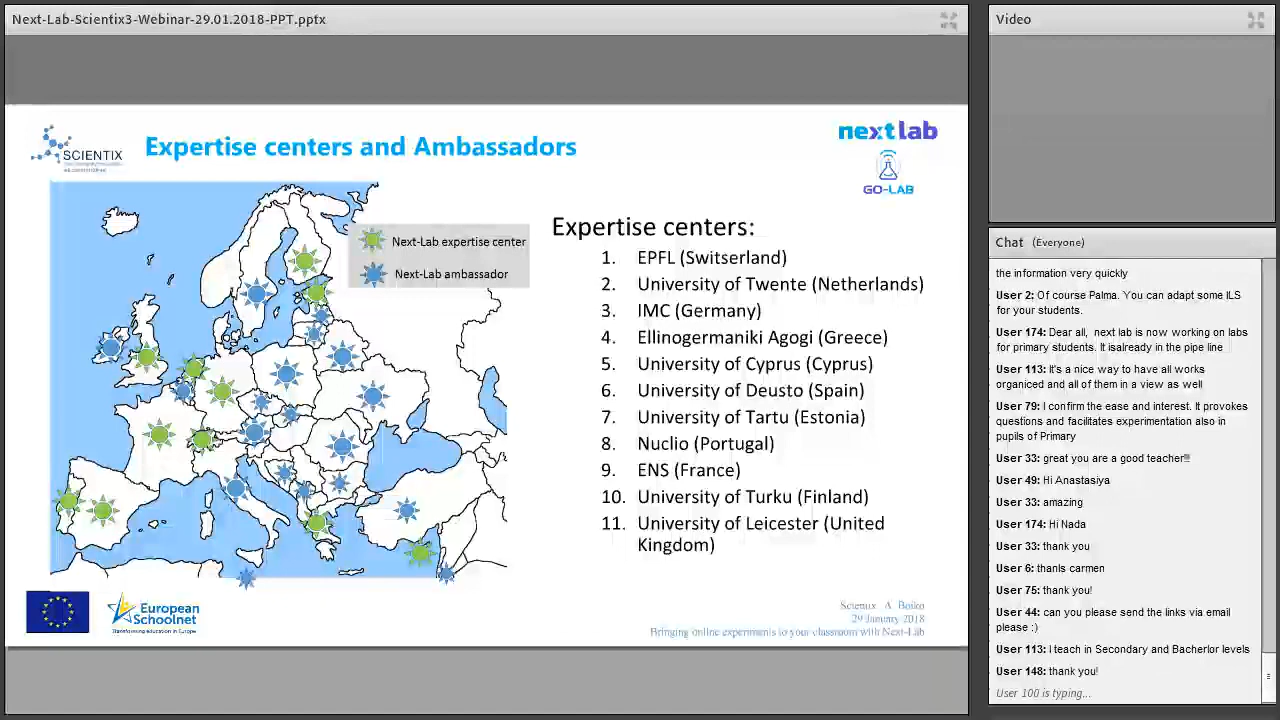 Next-Lab-Scientix3-Webinar-29.01.2018-PPT.pptx
SCIENTIX
Expertise centers and Ambassadors
next lab
GO-LAB
Next-Lab expertise center
Next-Lab ambassador
Expertise centers:
1. EPFL (Switserland)
2. University of Twente (Netherlands)
3. IMC (Germany)
4. Ellinogermaniki Agogi (Greece)
5. University of Cyprus (Cyprus)
6. University of Deusto (Spain)
7. University of Tartu (Estonia)
8. Nuclio (Portugal)
9. ENS (France)
10. University of Turku (Finland)
11. University of Leicester (United
Kingdom)
European
Schoolnet
Transforming education in Europe
Scientix A Boiko
29 January 2018
Bringing online experiments to your classroom with Next-Lab
Video
Chat (Everyone)
the information very quickly
User 2: Of course Palma. You can adapt some ILS
for your students.
User 174: Dear all, next lab is now working on labs
for primary students. It isalready in the pipe line
User 113: It's a nice way to have all works
organized and all of them in a view as well
User 79: I confirm the ease and interest. It provokes
questions and facilitates experimentation also in
pupils of Primary
User 33: great you are a good teacher!!!
User 49: Hi Anastasiya
User 33: amazing
User 174: Hi Nada
User 33: thank you
User 6: thanls carmen
User 75: thank you!
User 44: can you please send the links via email
please :)
User 113: I teach in Secondary and Bacherlor levels
User 148: thank you!
User 100 is typing...